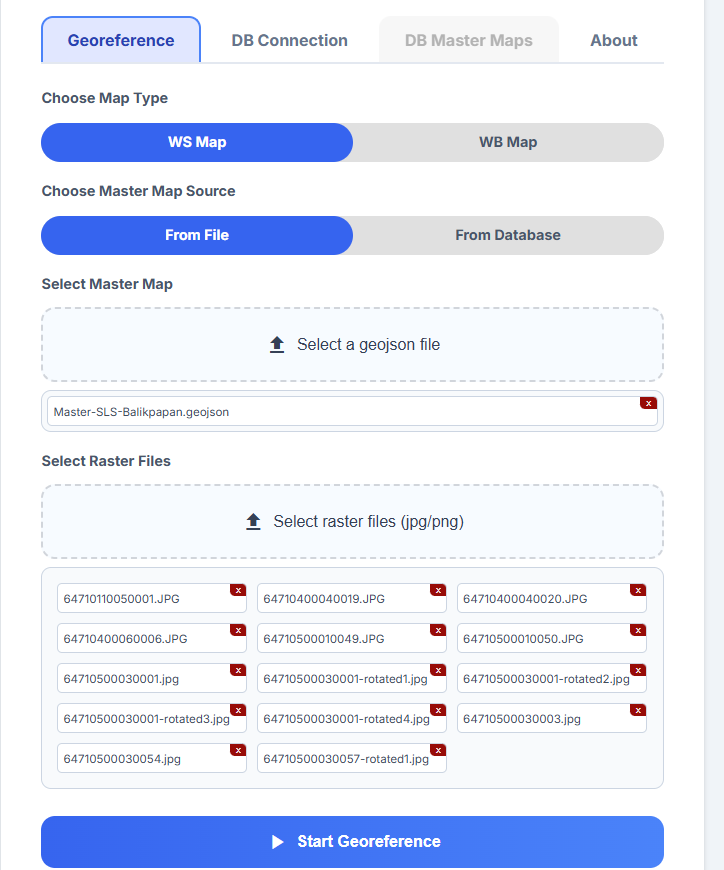 Georeference DB Connection DB Master Maps About
Choose Map Type
WS Map WB Map
Choose Master Map Source
From File From Database
Select Master Map
Select a geojson file
Master-SLS-Balikpapan.geojson x
Select Raster Files
Select raster files (jpg/png)
64710110050001.JPG x 64710400040019.JPG x 64710400040020.JPG x
64710400060006.JPG x 64710500010049.JPG x 64710500010050.JPG x
64710500030001.jpg x 64710500030001-rotated1.jpg x 64710500030001-rotated2.jpg x
64710500030001-rotated3.jpg x 64710500030001-rotated4.jpg x 64710500030003.jpg x
64710500030054.jpg x 64710500030057-rotated1.jpg x
Start Georeference